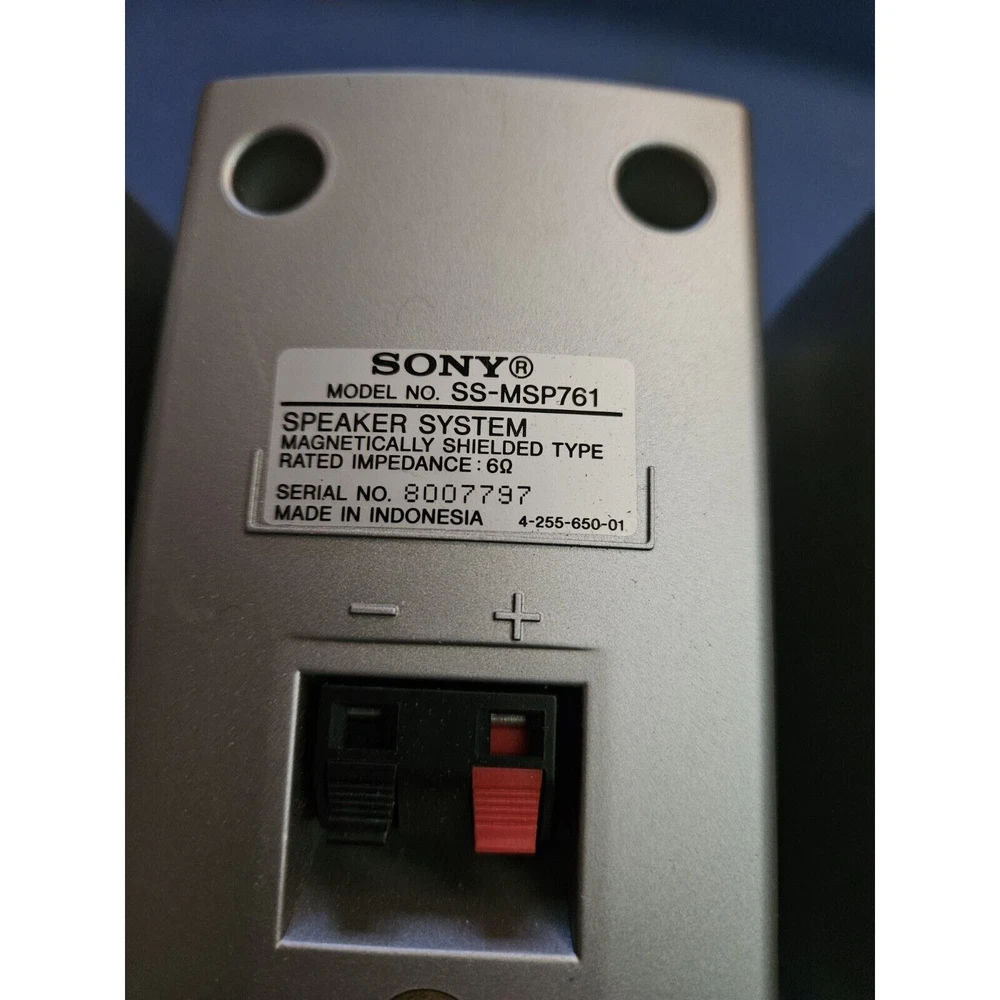 SONY®
MODEL NO. SS-MSP761
SPEAKER SYSTEM
MAGNETICALLY SHIELDED TYPE
RATED IMPEDANCE : 6Ω
SERIAL NO. 8007797
MADE IN INDONESIA 4-255-650-01
− +